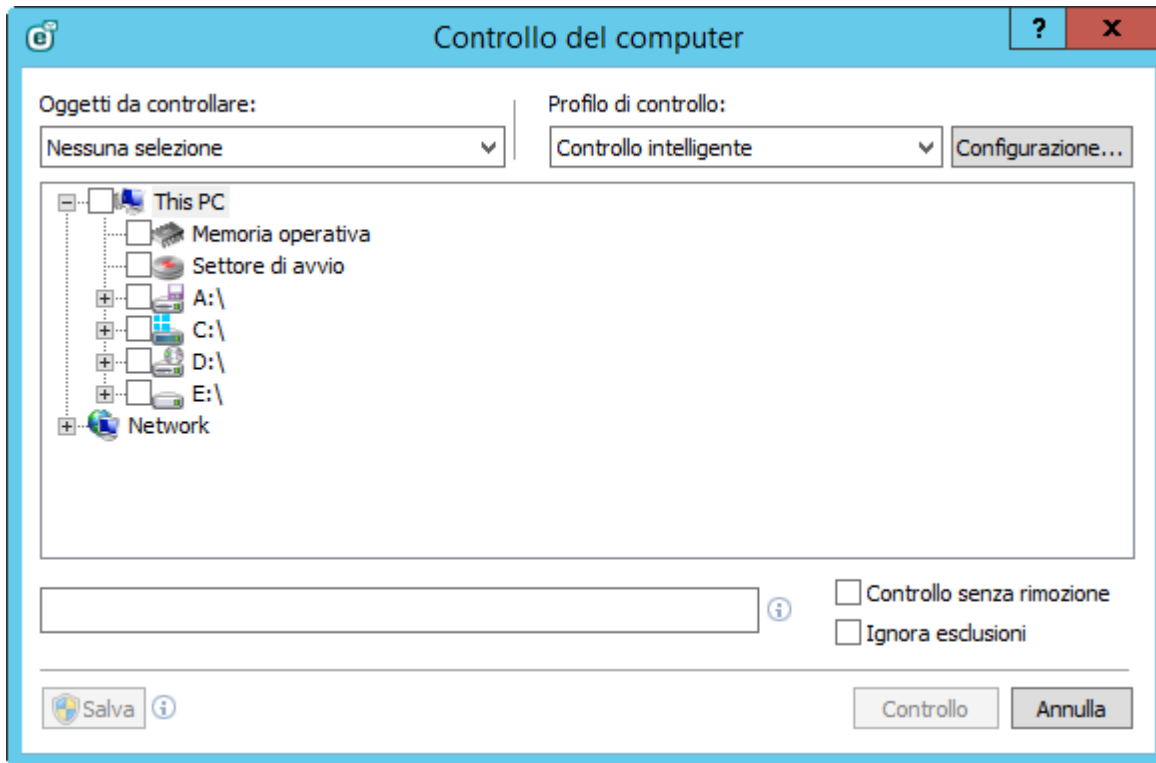 Controllo del computer
?
x
Oggetti da controllare:
Profilo di controllo:
Nessuna selezione
Controllo intelligente
Configurazione...
This PC
Memoria operativa
Settore di avvio
A:\
C:\
D:\
E:\
Network
Controllo senza rimozione
Ignora esclusioni
Salva
Controllo
Annulla